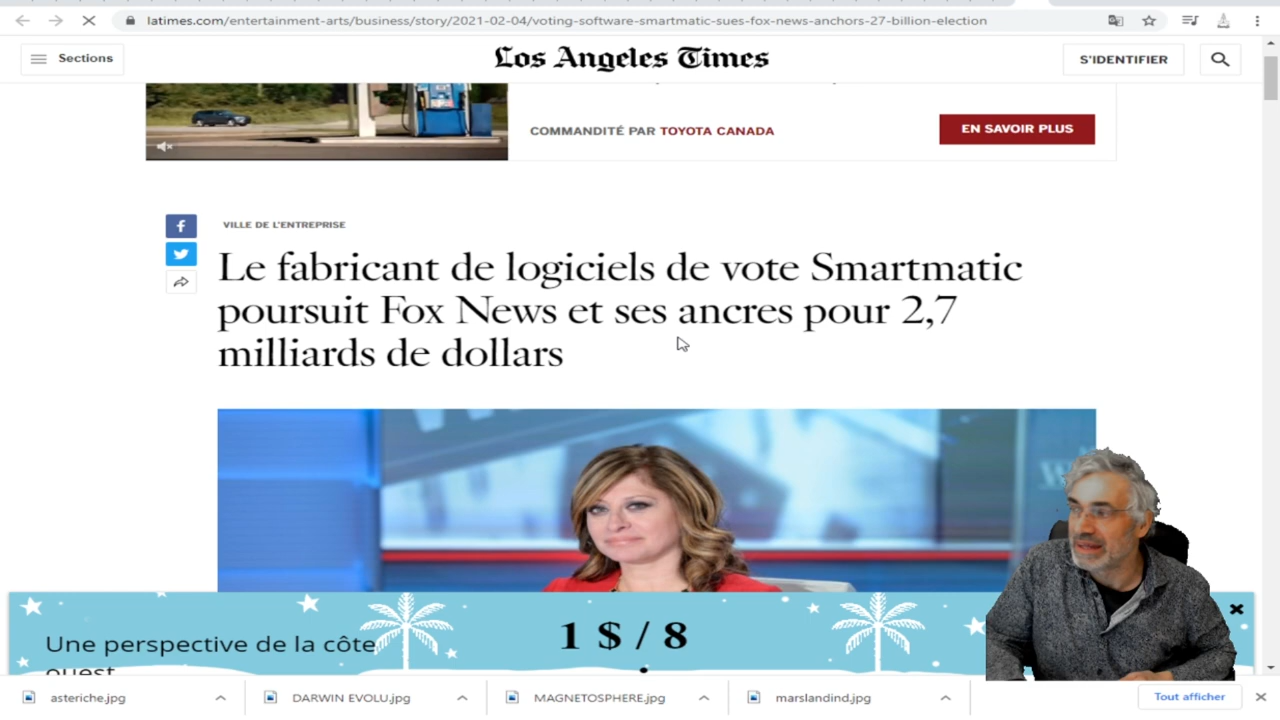 latimes.com/entertainment-arts/business/story/2021-02-04/voting-software-smartmatic-sues-fox-news-anchors-27-billion-election
Sections
Los Angeles Times
S'IDENTIFIER
COMMANDITÉ PAR TOYOTA CANADA
EN SAVOIR PLUS
VILLE DE L'ENTREPRISE
Le fabricant de logiciels de vote Smartmatic
poursuit Fox News et ses ancres pour 2,7
milliards de dollars
Une perspective de la côte
ouest
1 $ / 8
asteriche.jpg
DARWIN EVOLU.jpg
MAGNETOSPHERE.jpg
marslandind.jpg
Tout afficher